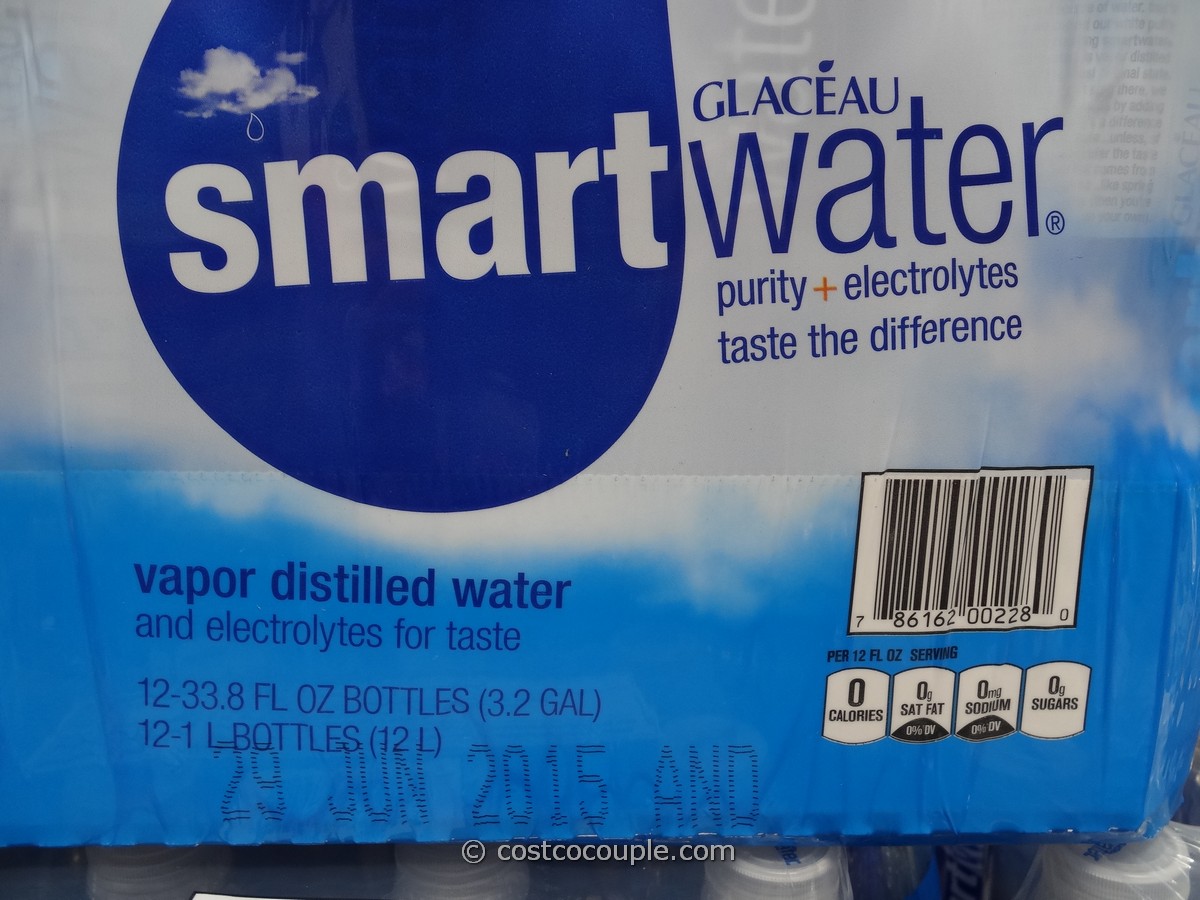 GLACÉAU
smartwater®
purity + electrolytes
taste the difference
vapor distilled water
and electrolytes for taste
12-33.8 FL OZ BOTTLES (3.2 GAL)
12-1 L BOTTLES (12 L)
29 JUN 2015 AND
7 86162 00228 0
PER 12 FL OZ SERVING
0 CALORIES
0g SAT FAT 0% DV
0mg SODIUM 0% DV
0g SUGARS
© costcocouple.com